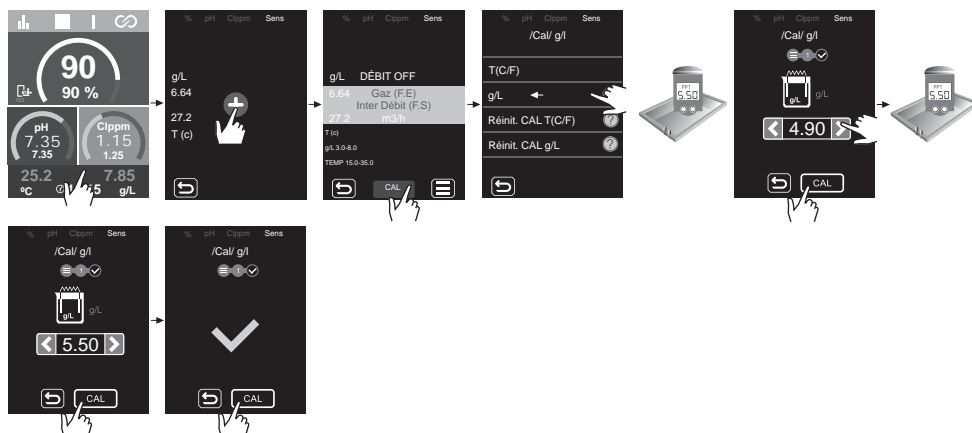 90
90 %
pH
7.35
7.35
Clppm
1.15
1.25
25.2
7.85
ºC
5
g/L
% pH Clppm Sens
g/L
6.64
27.2
T (c)
% pH Clppm Sens
g/L DÉBIT OFF
6.64 Gaz (F.E)
Inter Débit (F.S)
27.2 m3/h
T (c)
g/L 3.0-8.0
TEMP 15.0-35.0
CAL
% pH Clppm Sens
/Cal/ g/l
T(C/F)
g/L
Réinit. CAL T(C/F) ?
Réinit. CAL g/L ?
PPT
5.50
% pH Clppm Sens
/Cal/ g/l
1
g/L
g/L
4.90
CAL
PPT
5.50
% pH Clppm Sens
/Cal/ g/l
1
g/L
g/L
5.50
CAL
% pH Clppm Sens
/Cal/ g/l
1
CAL